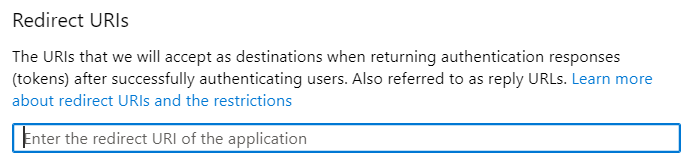 Redirect URIs
The URIs that we will accept as destinations when returning authentication responses
(tokens) after successfully authenticating users. Also referred to as reply URLs. Learn more
about redirect URIs and the restrictions
Enter the redirect URI of the application